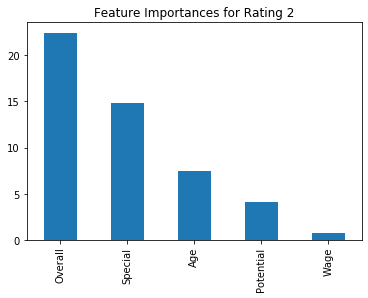 Feature Importances for Rating 2
20
15
10
5
0
Overall
Special
Age
Potential
Wage